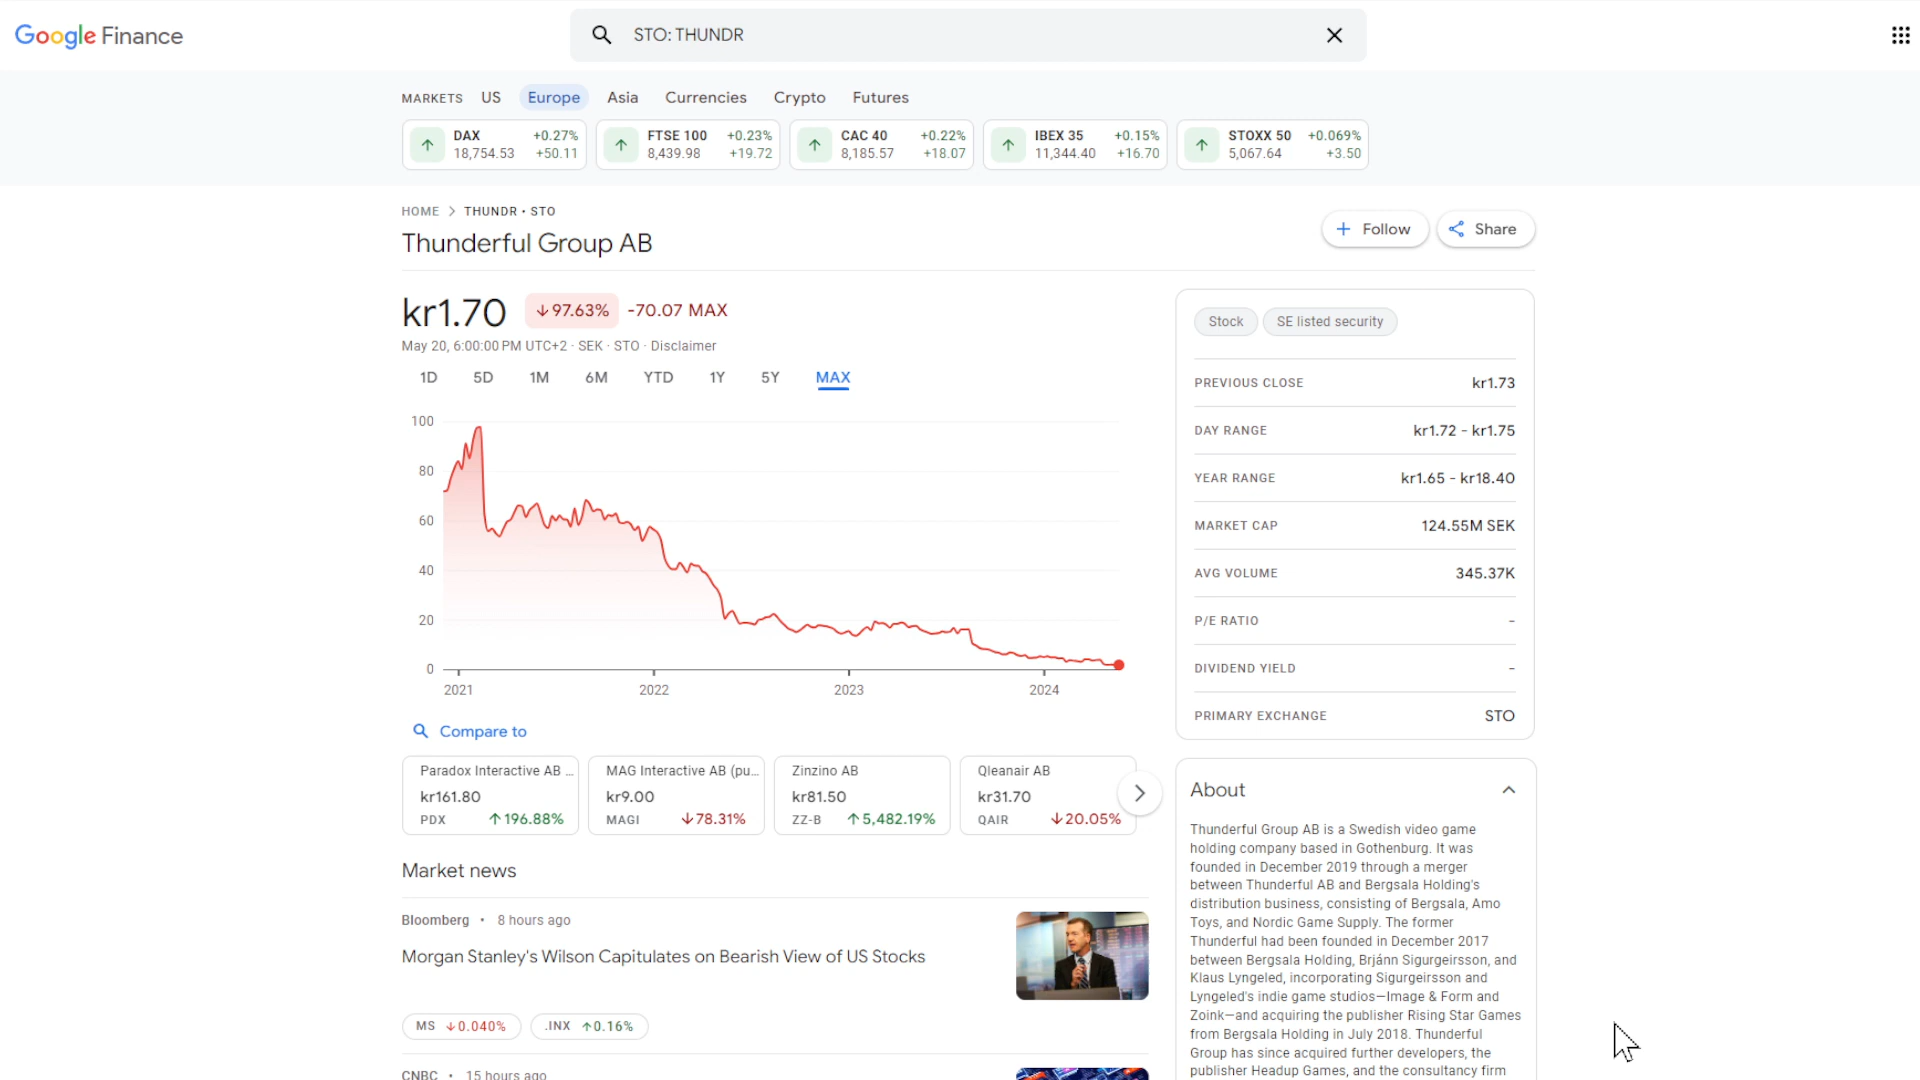 Google Finance
STO: THUNDR
MARKETS US Europe Asia Currencies Crypto Futures
DAX +0.27%
18,754.53 +50.11
FTSE 100 +0.23%
8,439.98 +19.72
CAC 40 +0.22%
8,185.57 +18.07
IBEX 35 +0.15%
11,344.40 +16.70
STOXX 50 +0.069%
5,067.64 +3.50
HOME > THUNDR • STO
Thunderful Group AB
Follow
Share
kr1.70 ↓97.63% -70.07 MAX
May 20, 6:00:00 PM UTC+2 · SEK · STO · Disclaimer
1D 5D 1M 6M YTD 1Y 5Y MAX
100
80
60
40
20
0
2021 2022 2023 2024
Compare to
Paradox Interactive AB ...
kr161.80
PDX ↑196.88%
MAG Interactive AB (pu...
kr9.00
MAGI ↓78.31%
Zinzino AB
kr81.50
ZZ-B ↑5,482.19%
Qleanair AB
kr31.70
QAIR ↓20.05%
Market news
Bloomberg • 8 hours ago
Morgan Stanley's Wilson Capitulates on Bearish View of US Stocks
MS ↓0.040% .INX ↑0.16%
CNBC • 15 hours ago
Stock SE listed security
PREVIOUS CLOSE kr1.73
DAY RANGE kr1.72 - kr1.75
YEAR RANGE kr1.65 - kr18.40
MARKET CAP 124.55M SEK
AVG VOLUME 345.37K
P/E RATIO -
DIVIDEND YIELD -
PRIMARY EXCHANGE STO
About
Thunderful Group AB is a Swedish video game
holding company based in Gothenburg. It was
founded in December 2019 through a merger
between Thunderful AB and Bergsala Holding's
distribution business, consisting of Bergsala, Amo
Toys, and Nordic Game Supply. The former
Thunderful had been founded in December 2017
between Bergsala Holding, Brjánn Sigurgeirsson, and
Klaus Lyngeled, incorporating Sigurgeirsson and
Lyngeled's indie game studios—Image & Form and
Zoink—and acquiring the publisher Rising Star Games
from Bergsala Holding in July 2018. Thunderful
Group has since acquired further developers, the
publisher Headup Games, and the consultancy firm